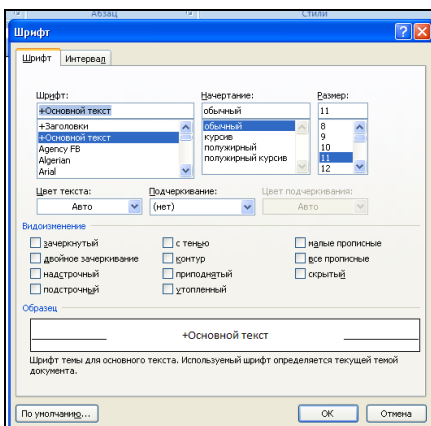 Абзац Стили
Шрифт
Шрифт Интервал
Шрифт: Начертание: Размер:
+Основной текст обычный 11
+Заголовки обычный 8
+Основной текст курсив 9
Agency FB полужирный 10
Algerian полужирный курсив 11
Arial 12
Цвет текста: Подчеркивание: Цвет подчеркивания:
Авто (нет) Авто
Видоизменение
зачеркнутый с тенью малые прописные
двойное зачеркивание контур все прописные
надстрочный приподнятый скрытый
подстрочный утопленный
Образец
+Основной текст
Шрифт темы для основного текста. Используемый шрифт определяется текущей темой
документа.
По умолчанию... ОК Отмена